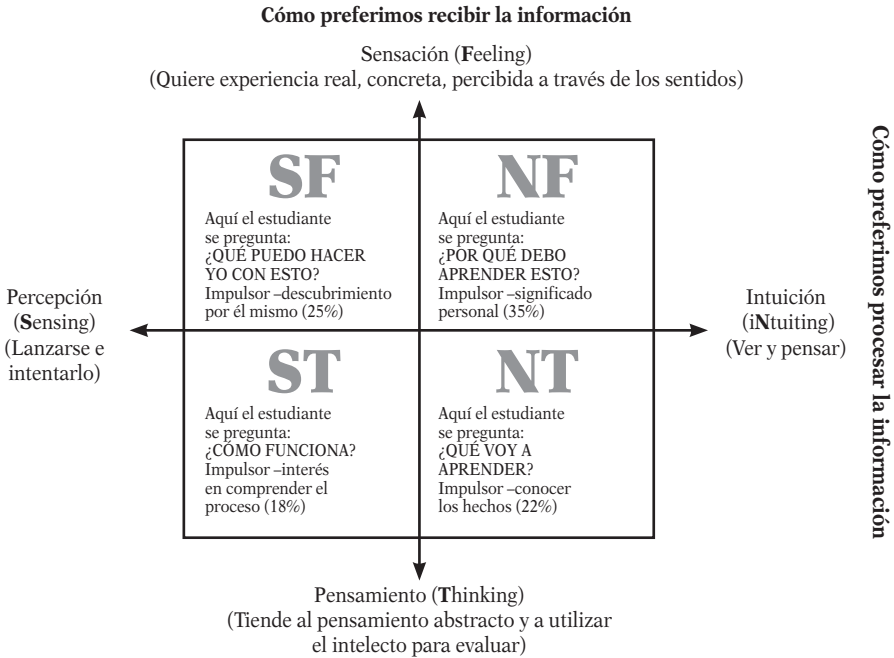 Cómo preferimos recibir la información
Sensación (Feeling)
(Quiere experiencia real, concreta, percibida a través de los sentidos)
SF
Aquí el estudiante
se pregunta:
¿QUÉ PUEDO HACER
YO CON ESTO?
Impulsor –descubrimiento
por él mismo (25%)
NF
Aquí el estudiante
se pregunta:
¿POR QUÉ DEBO
APRENDER ESTO?
Impulsor –significado
personal (35%)
Percepción
(Sensing)
(Lanzarse e
intentarlo)
Intuición
(iNtuiting)
(Ver y pensar)
Cómo preferimos procesar la información
ST
Aquí el estudiante
se pregunta:
¿CÓMO FUNCIONA?
Impulsor –interés
en comprender el
proceso (18%)
NT
Aquí el estudiante
se pregunta:
¿QUÉ VOY A
APRENDER?
Impulsor –conocer
los hechos (22%)
Pensamiento (Thinking)
(Tiende al pensamiento abstracto y a utilizar
el intelecto para evaluar)